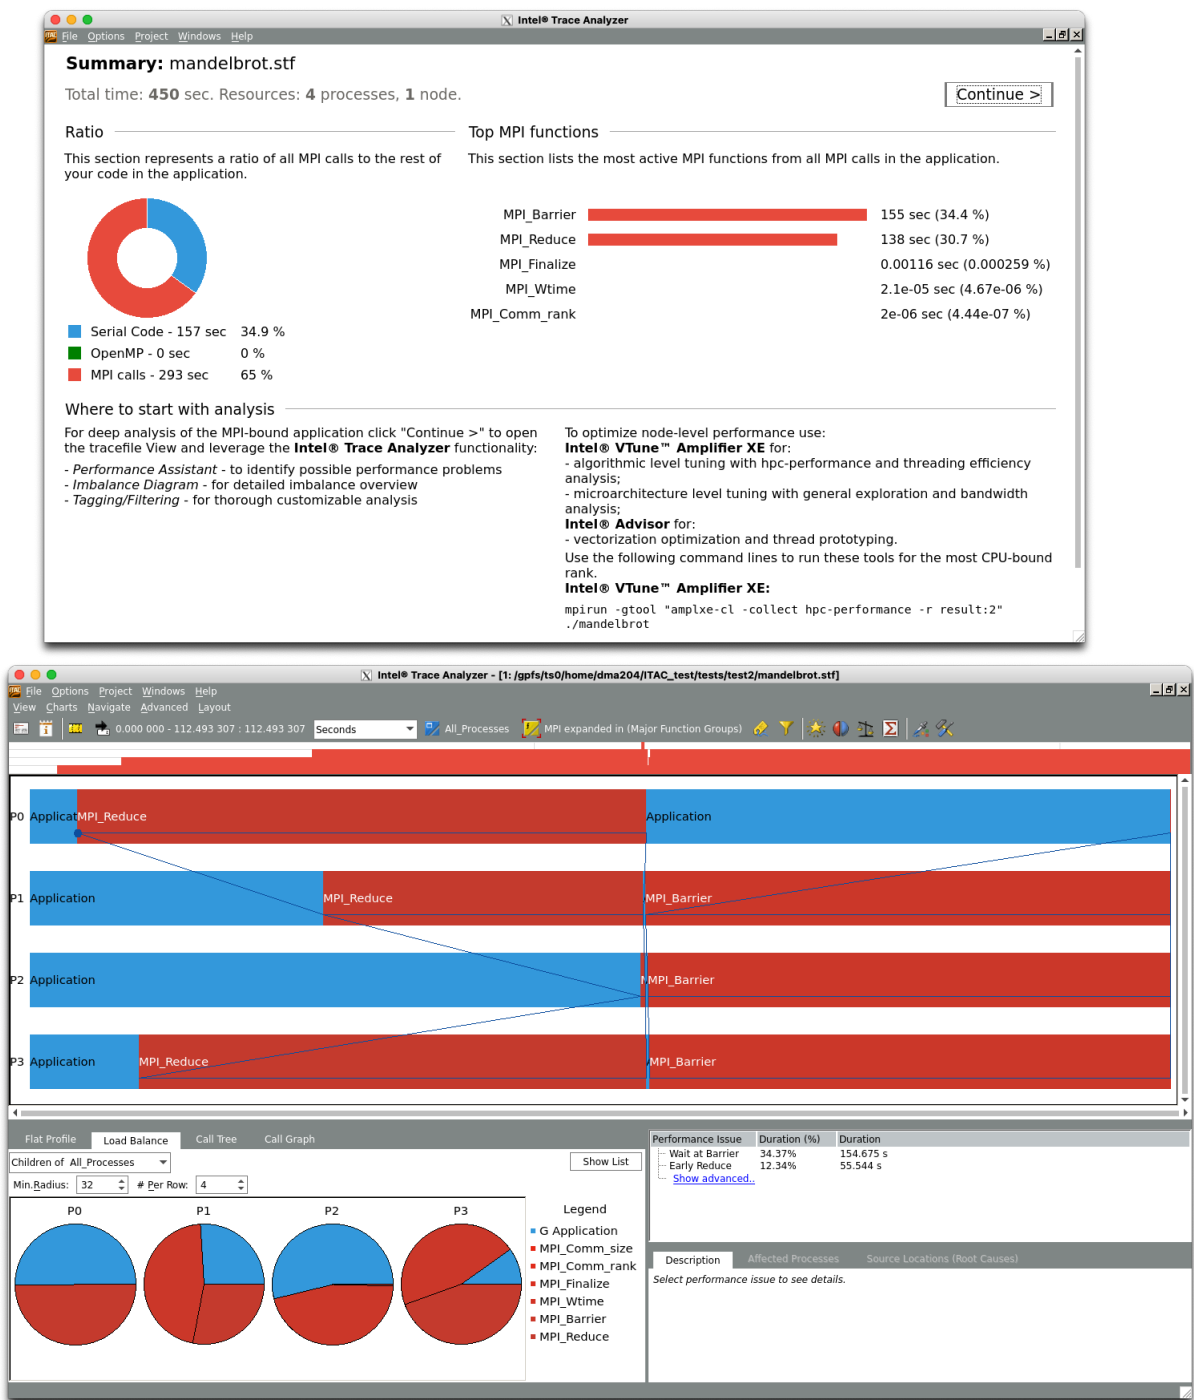 Intel® Trace Analyzer
File Options Project Windows Help
Summary: mandelbrot.stf
Total time: 450 sec. Resources: 4 processes, 1 node.
Continue >
Ratio
This section represents a ratio of all MPI calls to the rest of
your code in the application.
Serial Code - 157 sec 34.9 %
OpenMP - 0 sec 0 %
MPI calls - 293 sec 65 %
Top MPI functions
This section lists the most active MPI functions from all MPI calls in the application.
MPI_Barrier 155 sec (34.4 %)
MPI_Reduce 138 sec (30.7 %)
MPI_Finalize 0.00116 sec (0.000259 %)
MPI_Wtime 2.1e-05 sec (4.67e-06 %)
MPI_Comm_rank 2e-06 sec (4.44e-07 %)
Where to start with analysis
For deep analysis of the MPI-bound application click "Continue >" to open
the tracefile View and leverage the Intel® Trace Analyzer functionality:
- Performance Assistant - to identify possible performance problems
- Imbalance Diagram - for detailed imbalance overview
- Tagging/Filtering - for thorough customizable analysis
To optimize node-level performance use:
Intel® VTune™ Amplifier XE for:
- algorithmic level tuning with hpc-performance and threading efficiency
analysis;
- microarchitecture level tuning with general exploration and bandwidth
analysis;
Intel® Advisor for:
- vectorization optimization and thread prototyping.
Use the following command lines to run these tools for the most CPU-bound
rank.
Intel® VTune™ Amplifier XE:
mpirun -gtool "amplxe-cl -collect hpc-performance -r result:2"
./mandelbrot
Intel® Trace Analyzer - [1: /gpfs/ts0/home/dma204/ITAC_test/tests/test2/mandelbrot.stf]
File Options Project Windows Help
View Charts Navigate Advanced Layout
0.000 000 - 112.493 307 : 112.493 307 Seconds All_Processes MPI expanded in (Major Function Groups)
P0 Applicat MPI_Reduce Application
P1 Application MPI_Reduce MPI_Barrier
P2 Application MPI_Barrier
P3 Application MPI_Reduce MPI_Barrier
Flat Profile Load Balance Call Tree Call Graph
Children of All_Processes Show List
Min.Radius: 32 # Per Row: 4
P0 P1 P2 P3
Legend
G Application
MPI_Comm_size
MPI_Comm_rank
MPI_Finalize
MPI_Wtime
MPI_Barrier
MPI_Reduce
Performance Issue Duration (%) Duration
Wait at Barrier 34.37% 154.675 s
Early Reduce 12.34% 55.544 s
Show advanced..
Description Affected Processes Source Locations (Root Causes)
Select performance issue to see details.